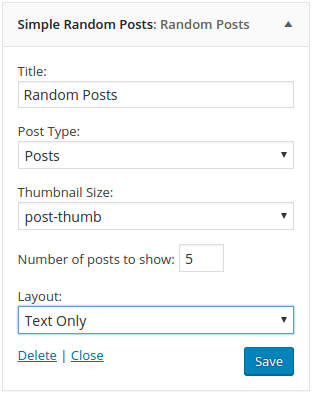 Simple Random Posts: Random Posts
Title:
Random Posts
Post Type:
Posts
Thumbnail Size:
post-thumb
Number of posts to show: 5
Layout:
Text Only
Delete | Close Save